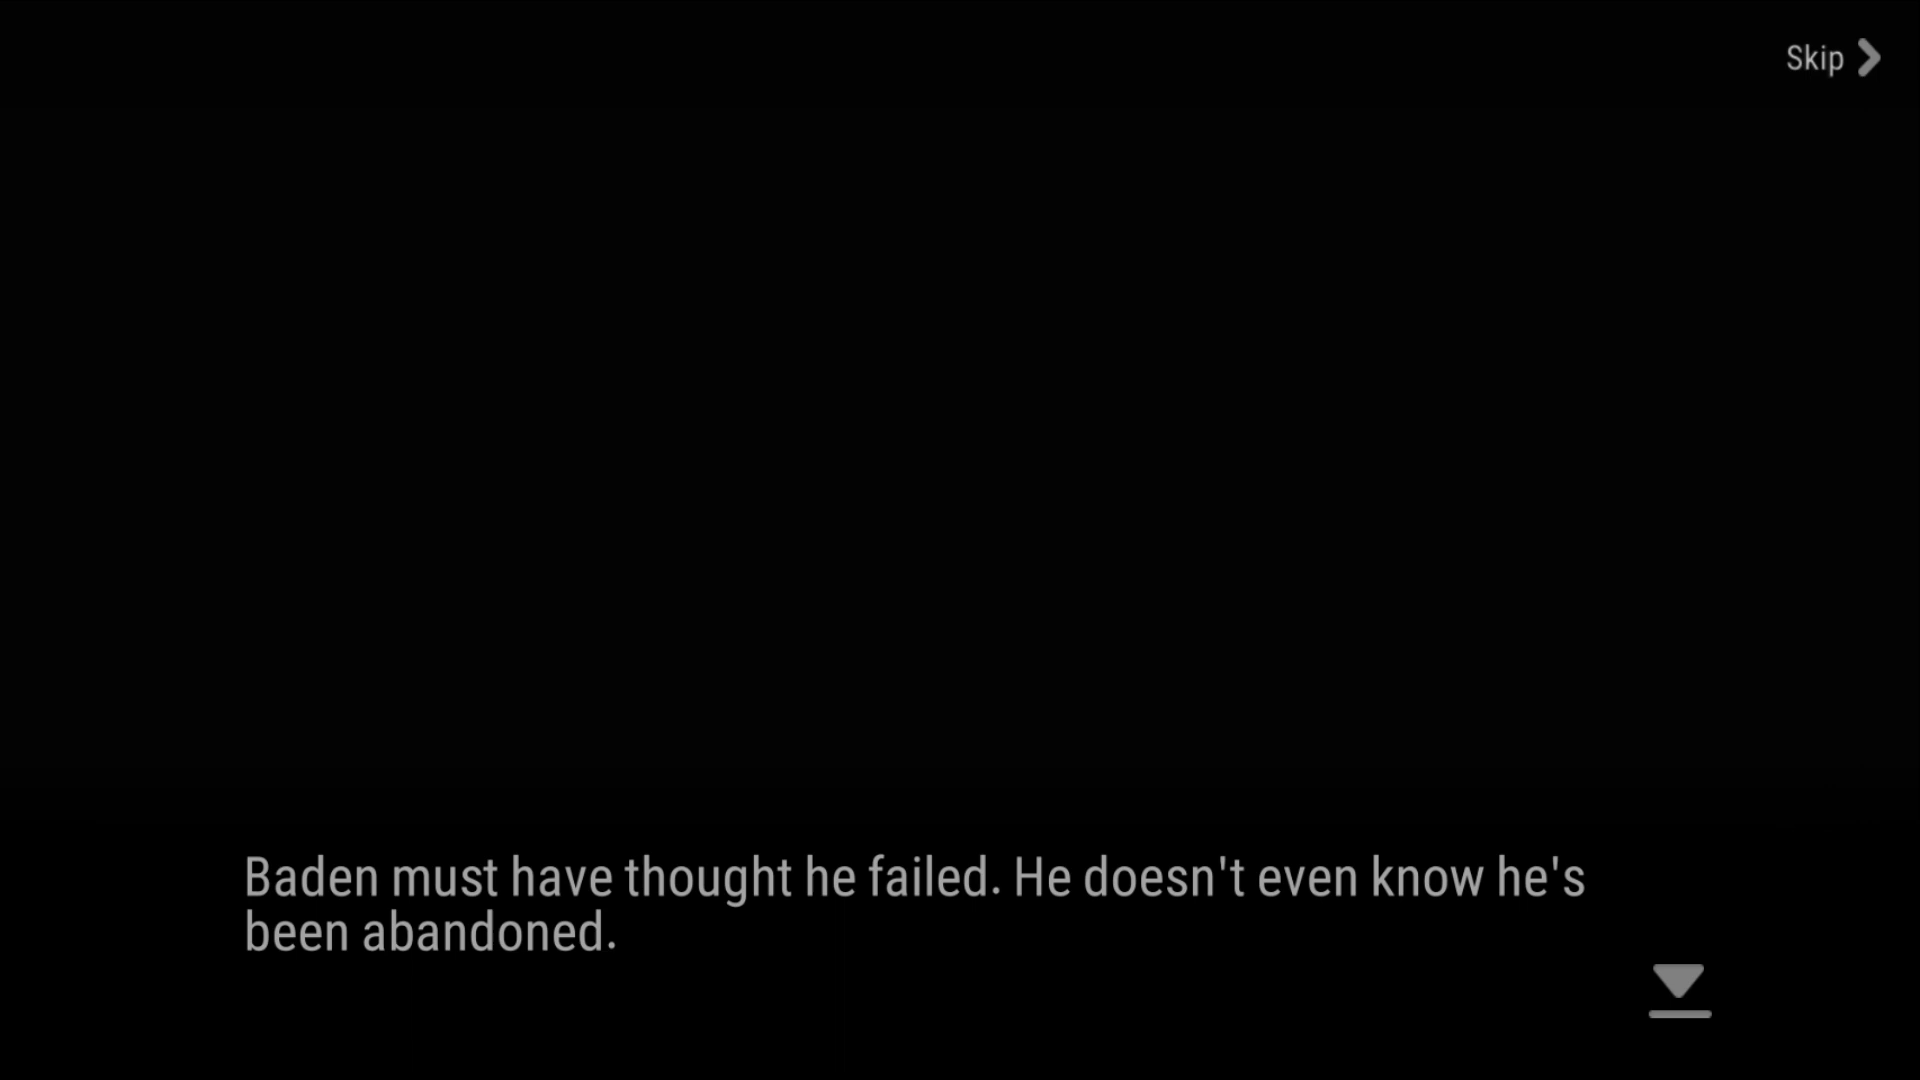 Skip
Baden must have thought he failed. He doesn't even know he's
been abandoned.